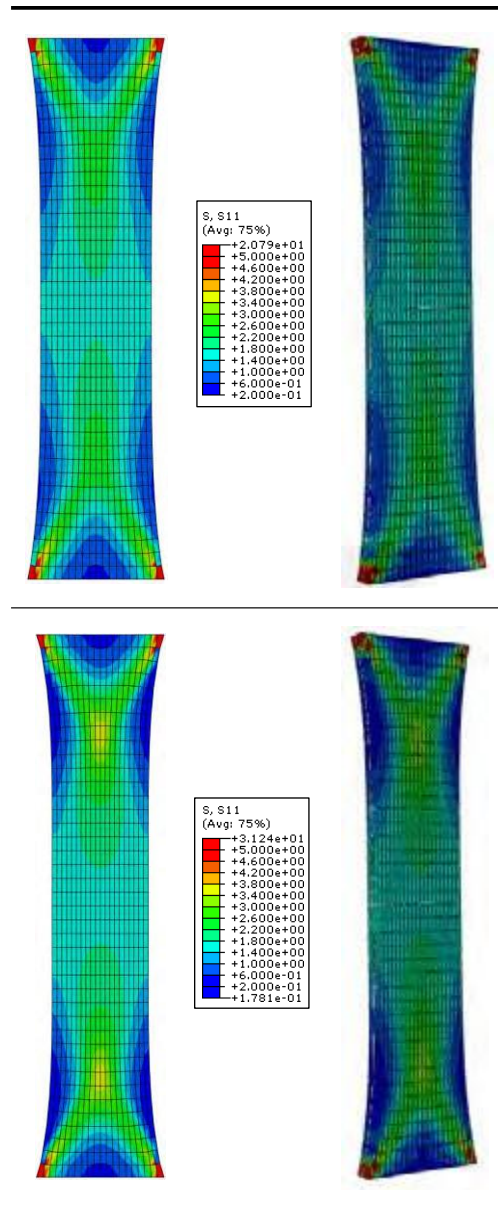 S, S11
(Avg: 75%)
+2.079e+01
+5.000e+00
+4.600e+00
+4.200e+00
+3.800e+00
+3.400e+00
+3.000e+00
+2.600e+00
+2.200e+00
+1.800e+00
+1.400e+00
+1.000e+00
+6.000e-01
+2.000e-01
S, S11
(Avg: 75%)
+3.124e+01
+5.000e+00
+4.600e+00
+4.200e+00
+3.800e+00
+3.400e+00
+3.000e+00
+2.600e+00
+2.200e+00
+1.800e+00
+1.400e+00
+1.000e+00
+6.000e-01
+2.000e-01
+1.781e-01